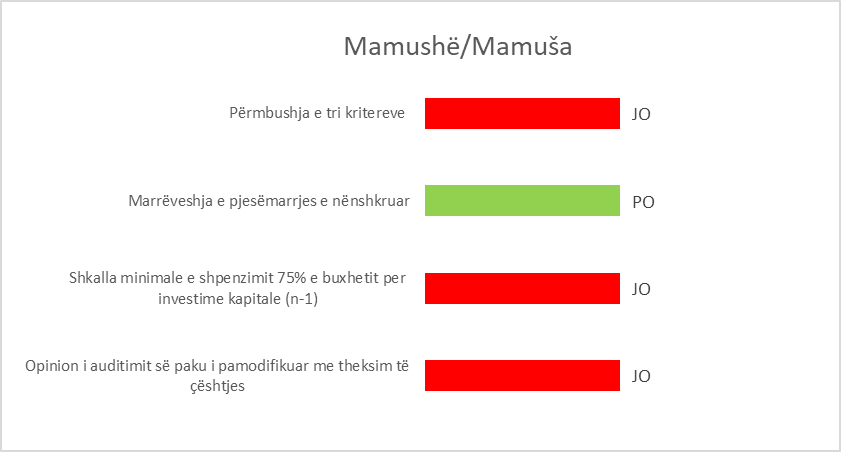 Mamushë/Mamuša
Përmbushja e tri kritereve
JO
Marrëveshja e pjesëmarrjes e nënshkruar
PO
Shkalla minimale e shpenzimit 75% e buxhetit per
investime kapitale (n-1)
JO
Opinion i auditimit së paku i pamodifikuar me theksim të
çështjes
JO